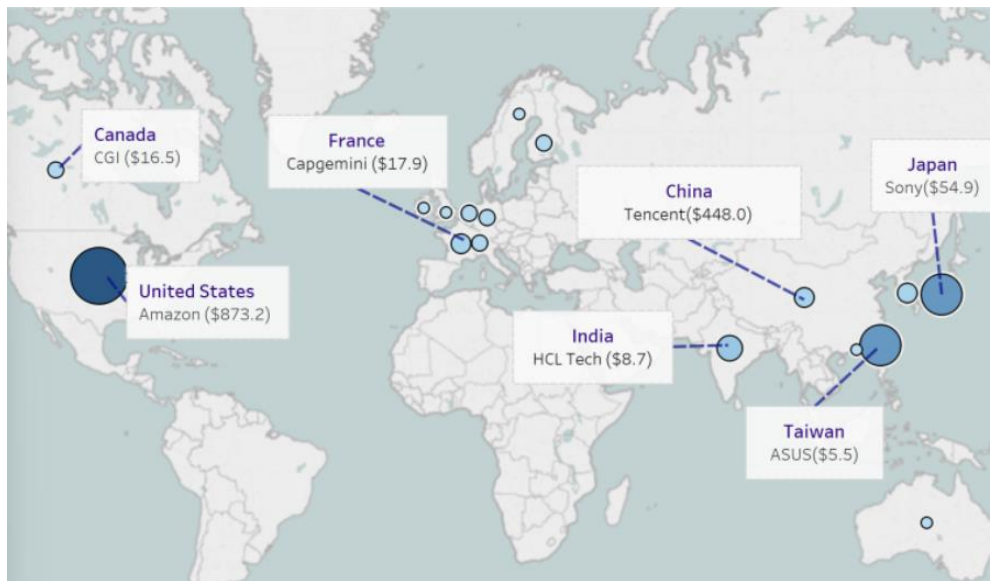 Canada
CGI ($16.5)
France
Capgemini ($17.9)
China
Tencent($448.0)
Japan
Sony($54.9)
United States
Amazon ($873.2)
India
HCL Tech ($8.7)
Taiwan
ASUS($5.5)